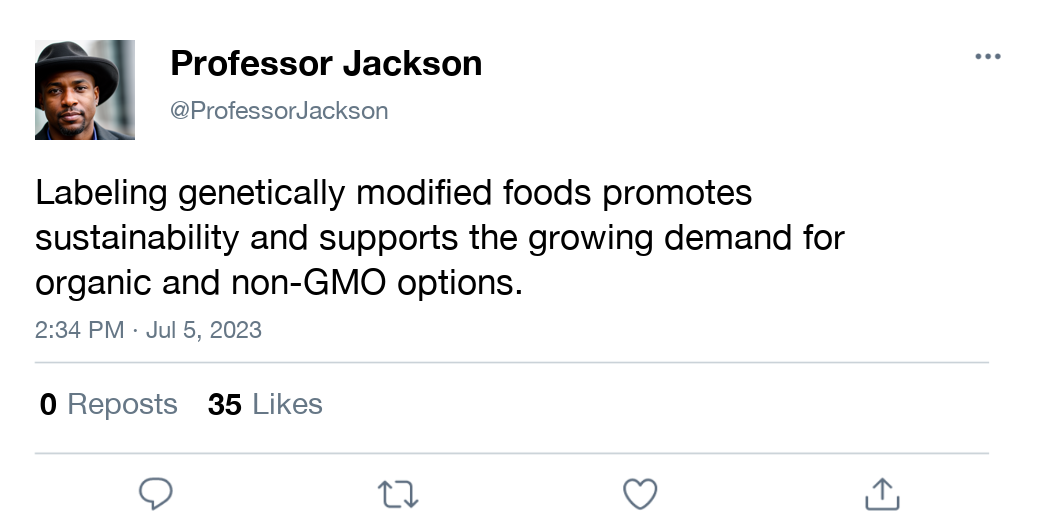 Professor Jackson
@ProfessorJackson
Labeling genetically modified foods promotes
sustainability and supports the growing demand for
organic and non-GMO options.
2:34 PM · Jul 5, 2023
0 Reposts 35 Likes